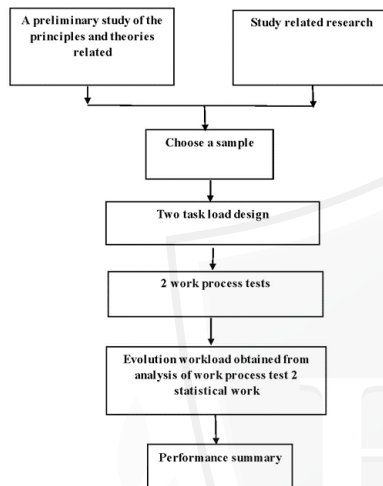 A preliminary study of the
principles and theories
related
Study related research
Choose a sample
Two task load design
2 work process tests
Evolution workload obtained from
analysis of work process test 2
statistical work
Performance summary